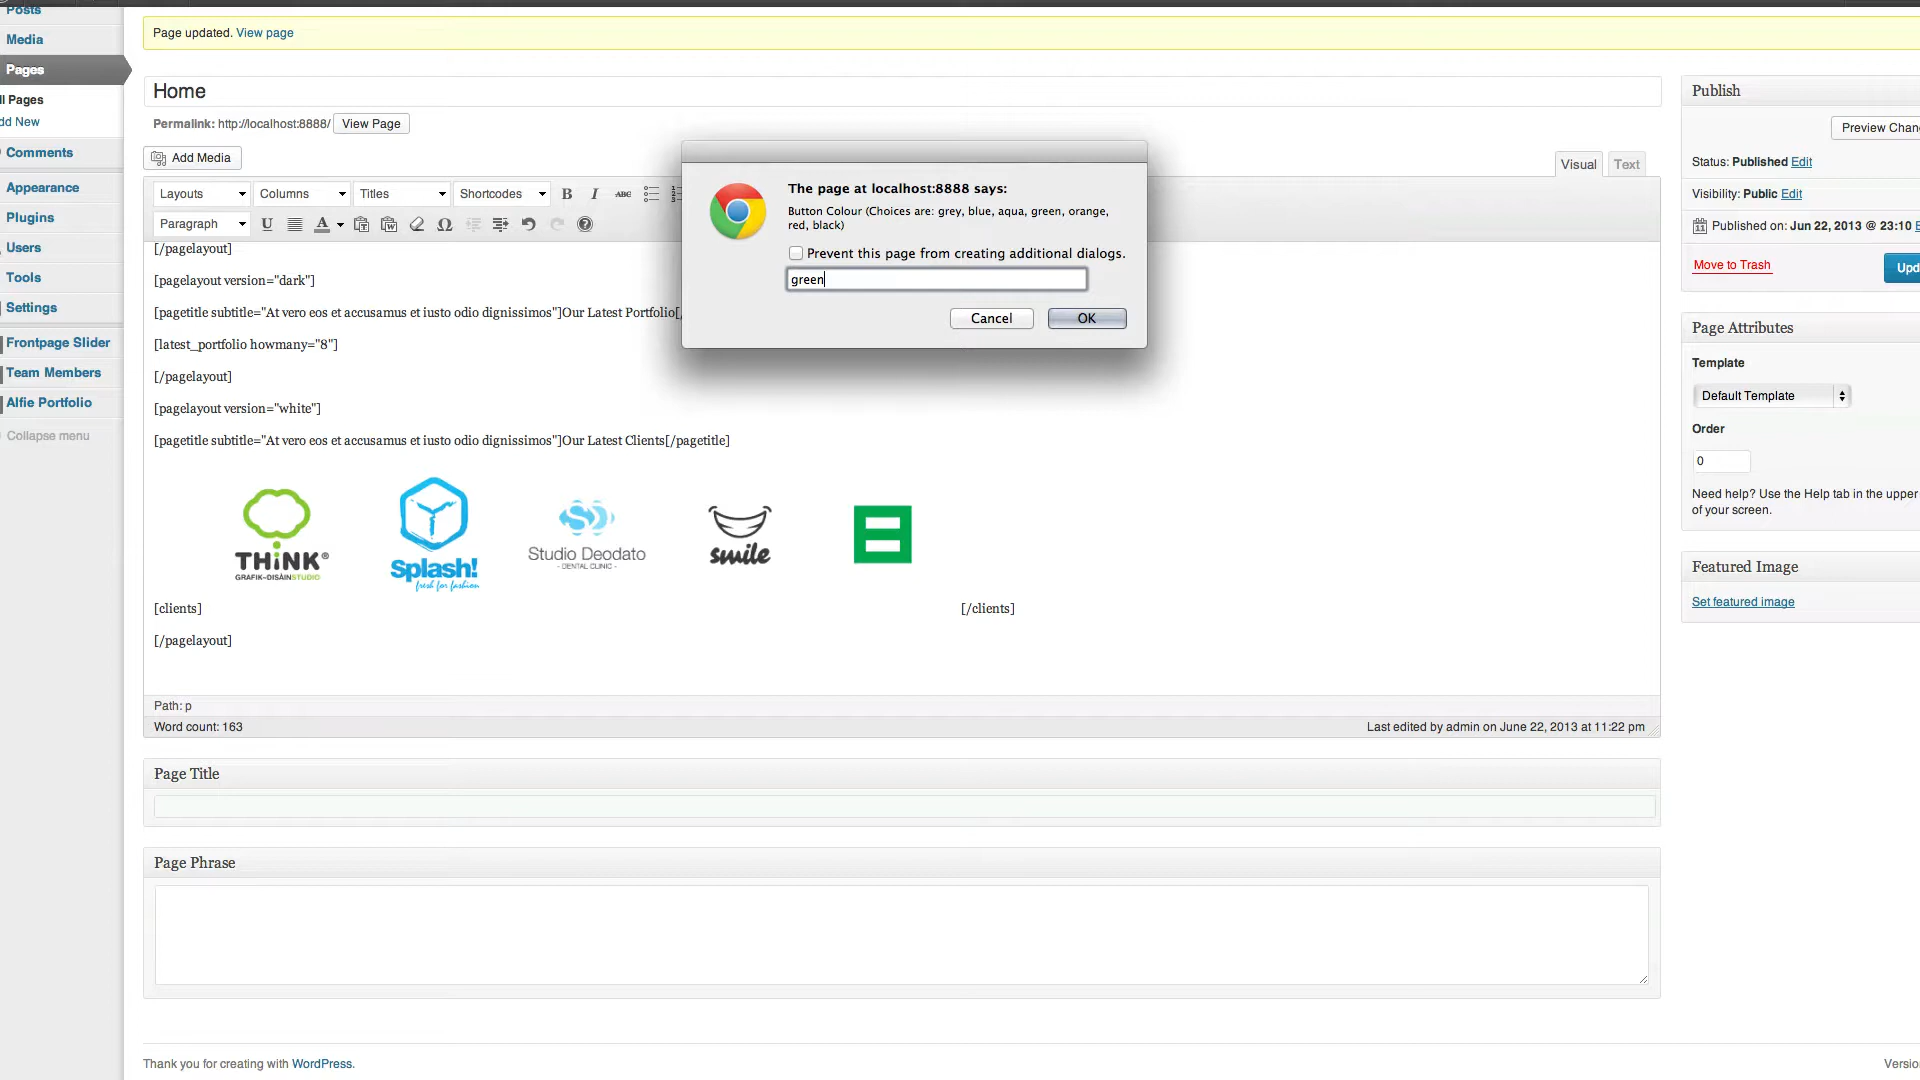 Posts
Media
Pages
ll Pages
dd New
Comments
Appearance
Plugins
Users
Tools
Settings
Frontpage Slider
Team Members
Alfie Portfolio
Collapse menu
Page updated. View page
Home
Permalink: http://localhost:8888/ View Page
Add Media
Visual Text
Layouts Columns Titles Shortcodes B I ABC
Paragraph U A Ω
[/pagelayout]
[pagelayout version="dark"]
[pagetitle subtitle="At vero eos et accusamus et iusto odio dignissimos"]Our Latest Portfolio[/
[latest_portfolio howmany="8"]
[/pagelayout]
[pagelayout version="white"]
[pagetitle subtitle="At vero eos et accusamus et iusto odio dignissimos"]Our Latest Clients[/pagetitle]
THiNK®
GRAFIK-DISAINSTUDIO
Splash!
fresh for fashion
Studio Deodato
- DENTAL CLINIC -
smile
[clients] [/clients]
[/pagelayout]
Path: p
Word count: 163 Last edited by admin on June 22, 2013 at 11:22 pm
Page Title
Page Phrase
Thank you for creating with WordPress.
Versio
The page at localhost:8888 says:
Button Colour (Choices are: grey, blue, aqua, green, orange,
red, black)
Prevent this page from creating additional dialogs.
green
Cancel OK
Publish
Preview Chan
Status: Published Edit
Visibility: Public Edit
Published on: Jun 22, 2013 @ 23:10 E
Move to Trash Upd
Page Attributes
Template
Default Template
Order
0
Need help? Use the Help tab in the upper
of your screen.
Featured Image
Set featured image